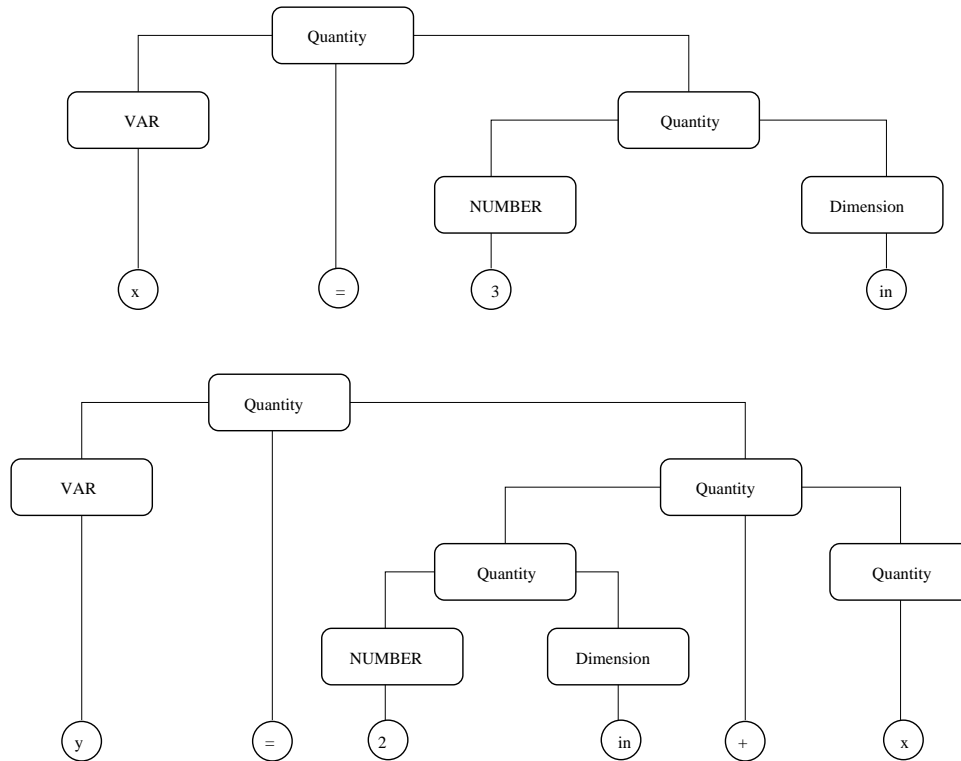 Quantity
VAR
Quantity
NUMBER
Dimension
x
=
3
in
Quantity
VAR
Quantity
Quantity
Quantity
NUMBER
Dimension
y
=
2
in
+
x